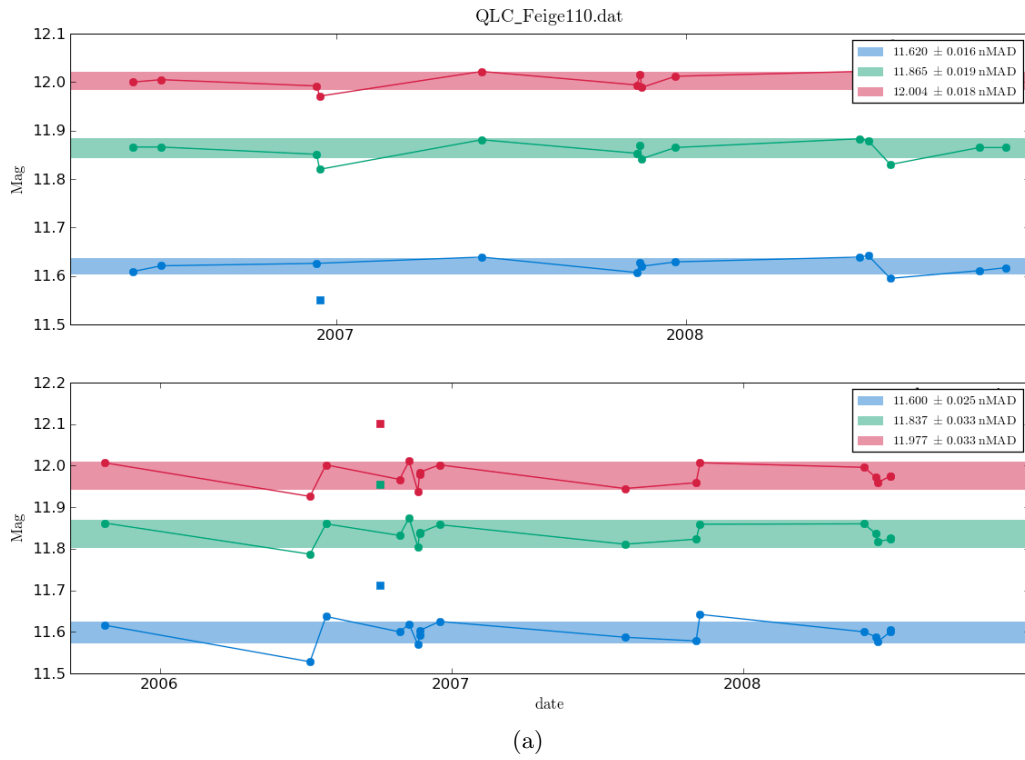 QLC_Feige110.dat
12.1
12.0
11.9
11.8
11.7
11.6
11.5
Mag
11.620 ± 0.016 nMAD
11.865 ± 0.019 nMAD
12.004 ± 0.018 nMAD
2007 2008
12.2
12.1
12.0
11.9
11.8
11.7
11.6
11.5
Mag
11.600 ± 0.025 nMAD
11.837 ± 0.033 nMAD
11.977 ± 0.033 nMAD
2006 2007 2008
date
(a)